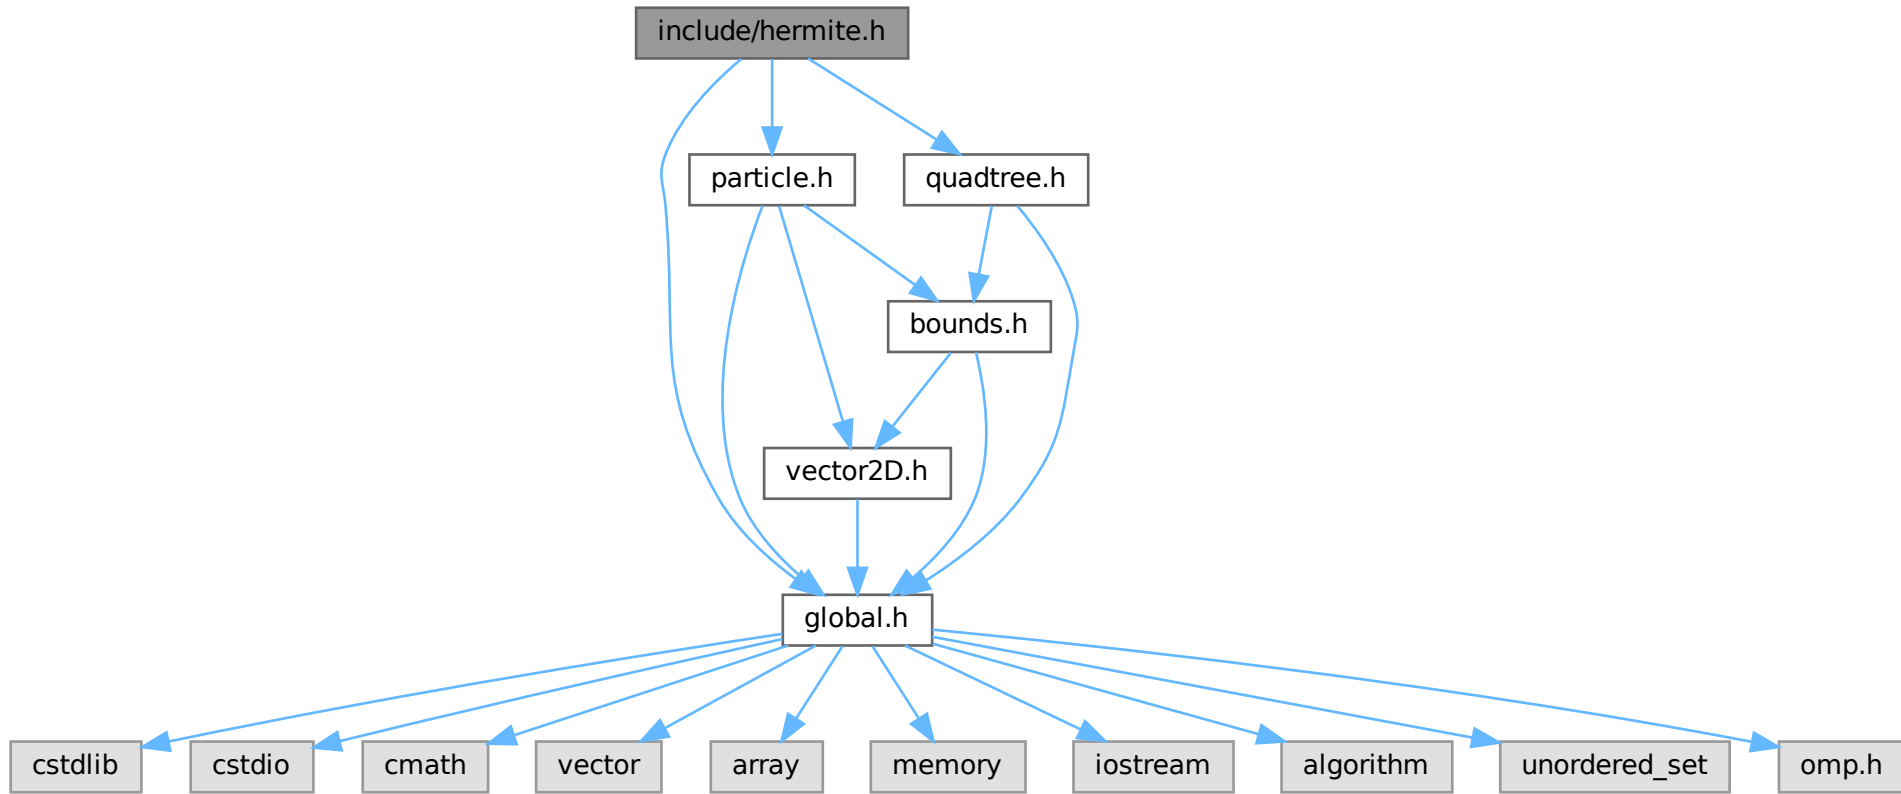 include/hermite.h
particle.h
quadtree.h
bounds.h
vector2D.h
global.h
cstdlib
cstdio
cmath
vector
array
memory
iostream
algorithm
unordered_set
omp.h